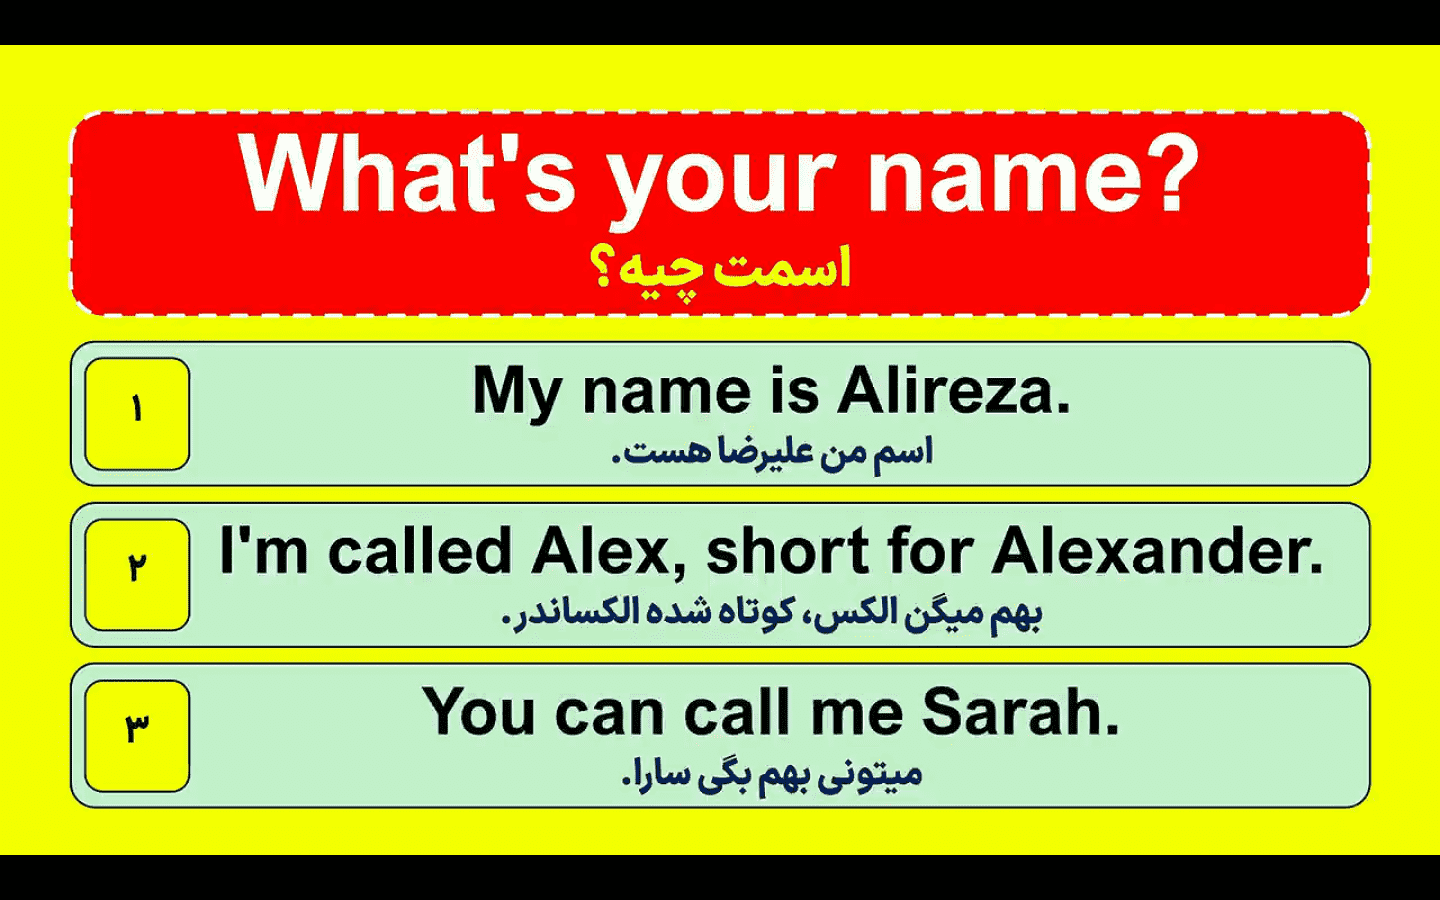 What's your name?
اسمت چیه؟
۱
My name is Alireza.
اسم من علیرضا هست.
۲
I'm called Alex, short for Alexander.
بهم میگن الکس، کوتاه شده الکساندر.
۳
You can call me Sarah.
میتونی بهم بگی سارا.